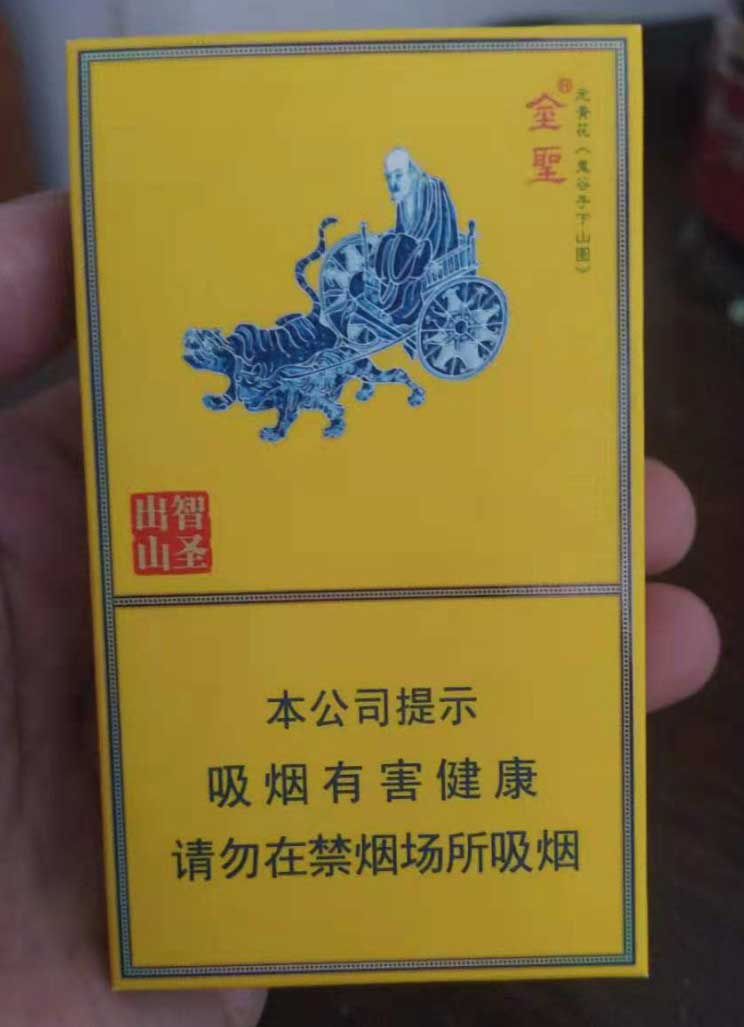 金聖
元青花《鬼谷子下山圖》
智圣
出山
本公司提示
吸烟有害健康
请勿在禁烟场所吸烟